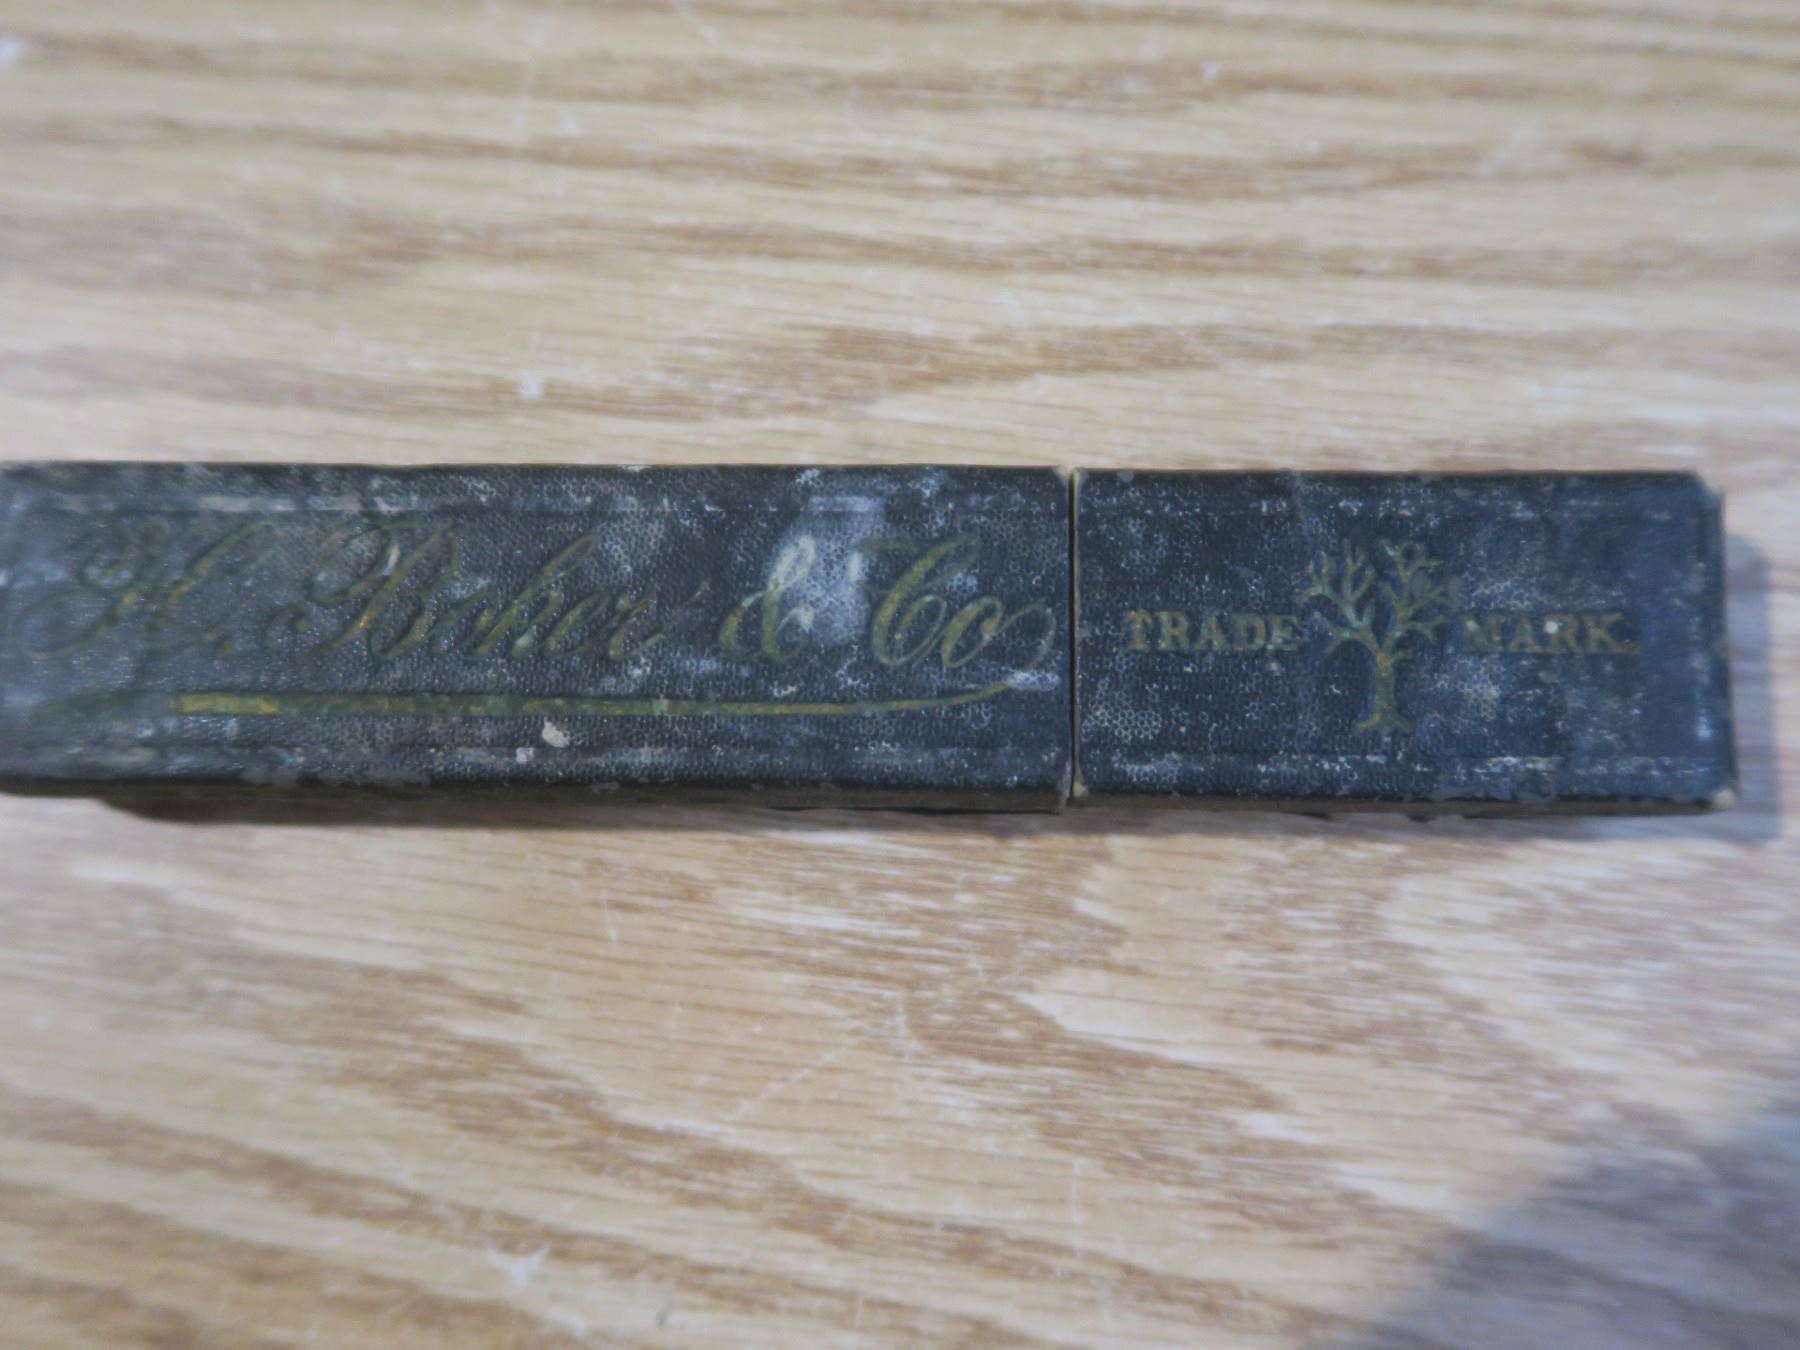 H. Boker & Co
TRADE MARK.